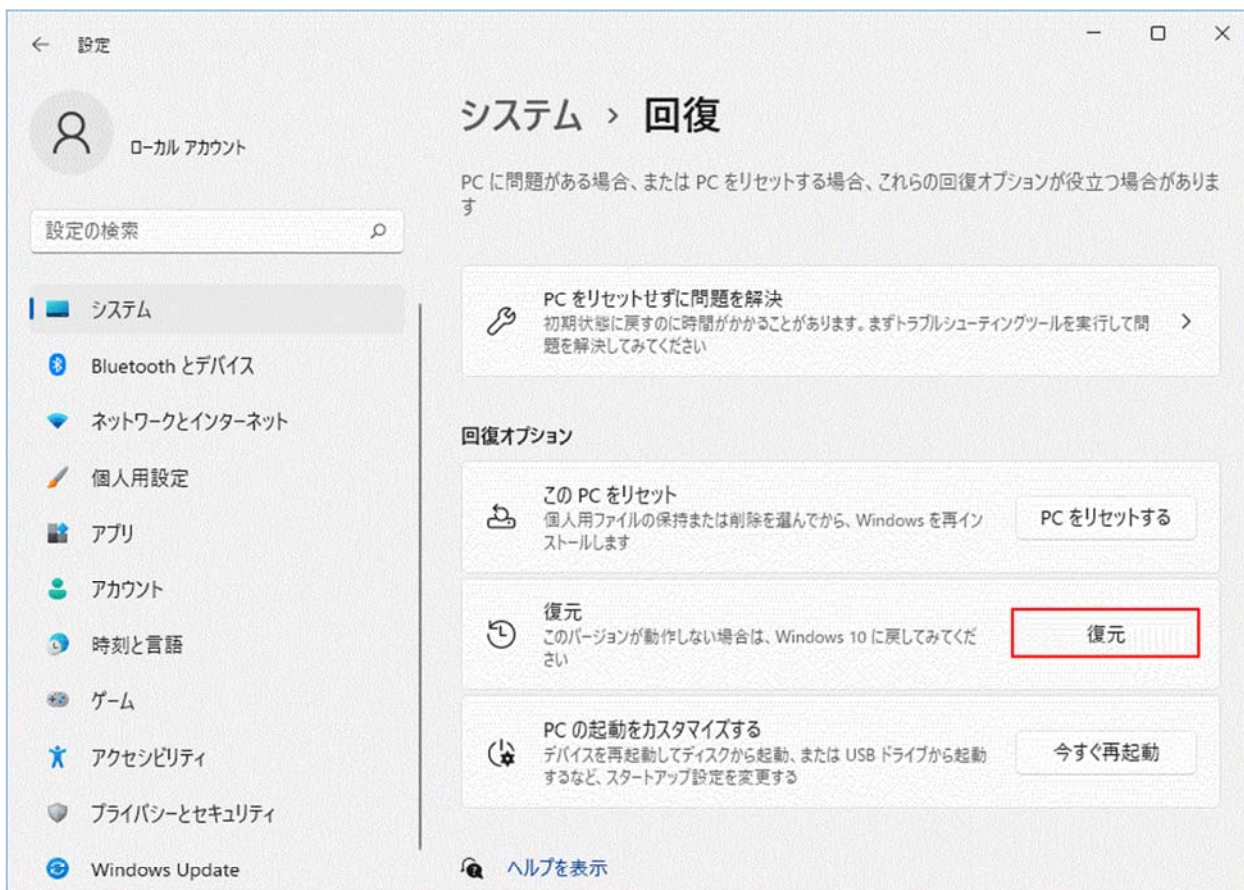 設定
ローカル アカウント
設定の検索
システム
Bluetooth とデバイス
ネットワークとインターネット
個人用設定
アプリ
アカウント
時刻と言語
ゲーム
アクセシビリティ
プライバシーとセキュリティ
Windows Update
システム › 回復
PC に問題がある場合、または PC をリセットする場合、これらの回復オプションが役立つ場合がありま
す
PC をリセットせずに問題を解決
初期状態に戻すのに時間がかかることがあります。まずトラブルシューティングツールを実行して問
題を解決してみてください
回復オプション
この PC をリセット
個人用ファイルの保持または削除を選んでから、Windows を再イン
ストールします
PC をリセットする
復元
このバージョンが動作しない場合は、Windows 10 に戻してみてくだ
さい
復元
PC の起動をカスタマイズする
デバイスを再起動してディスクから起動、または USB ドライブから起動
するなど、スタートアップ設定を変更する
今すぐ再起動
ヘルプを表示